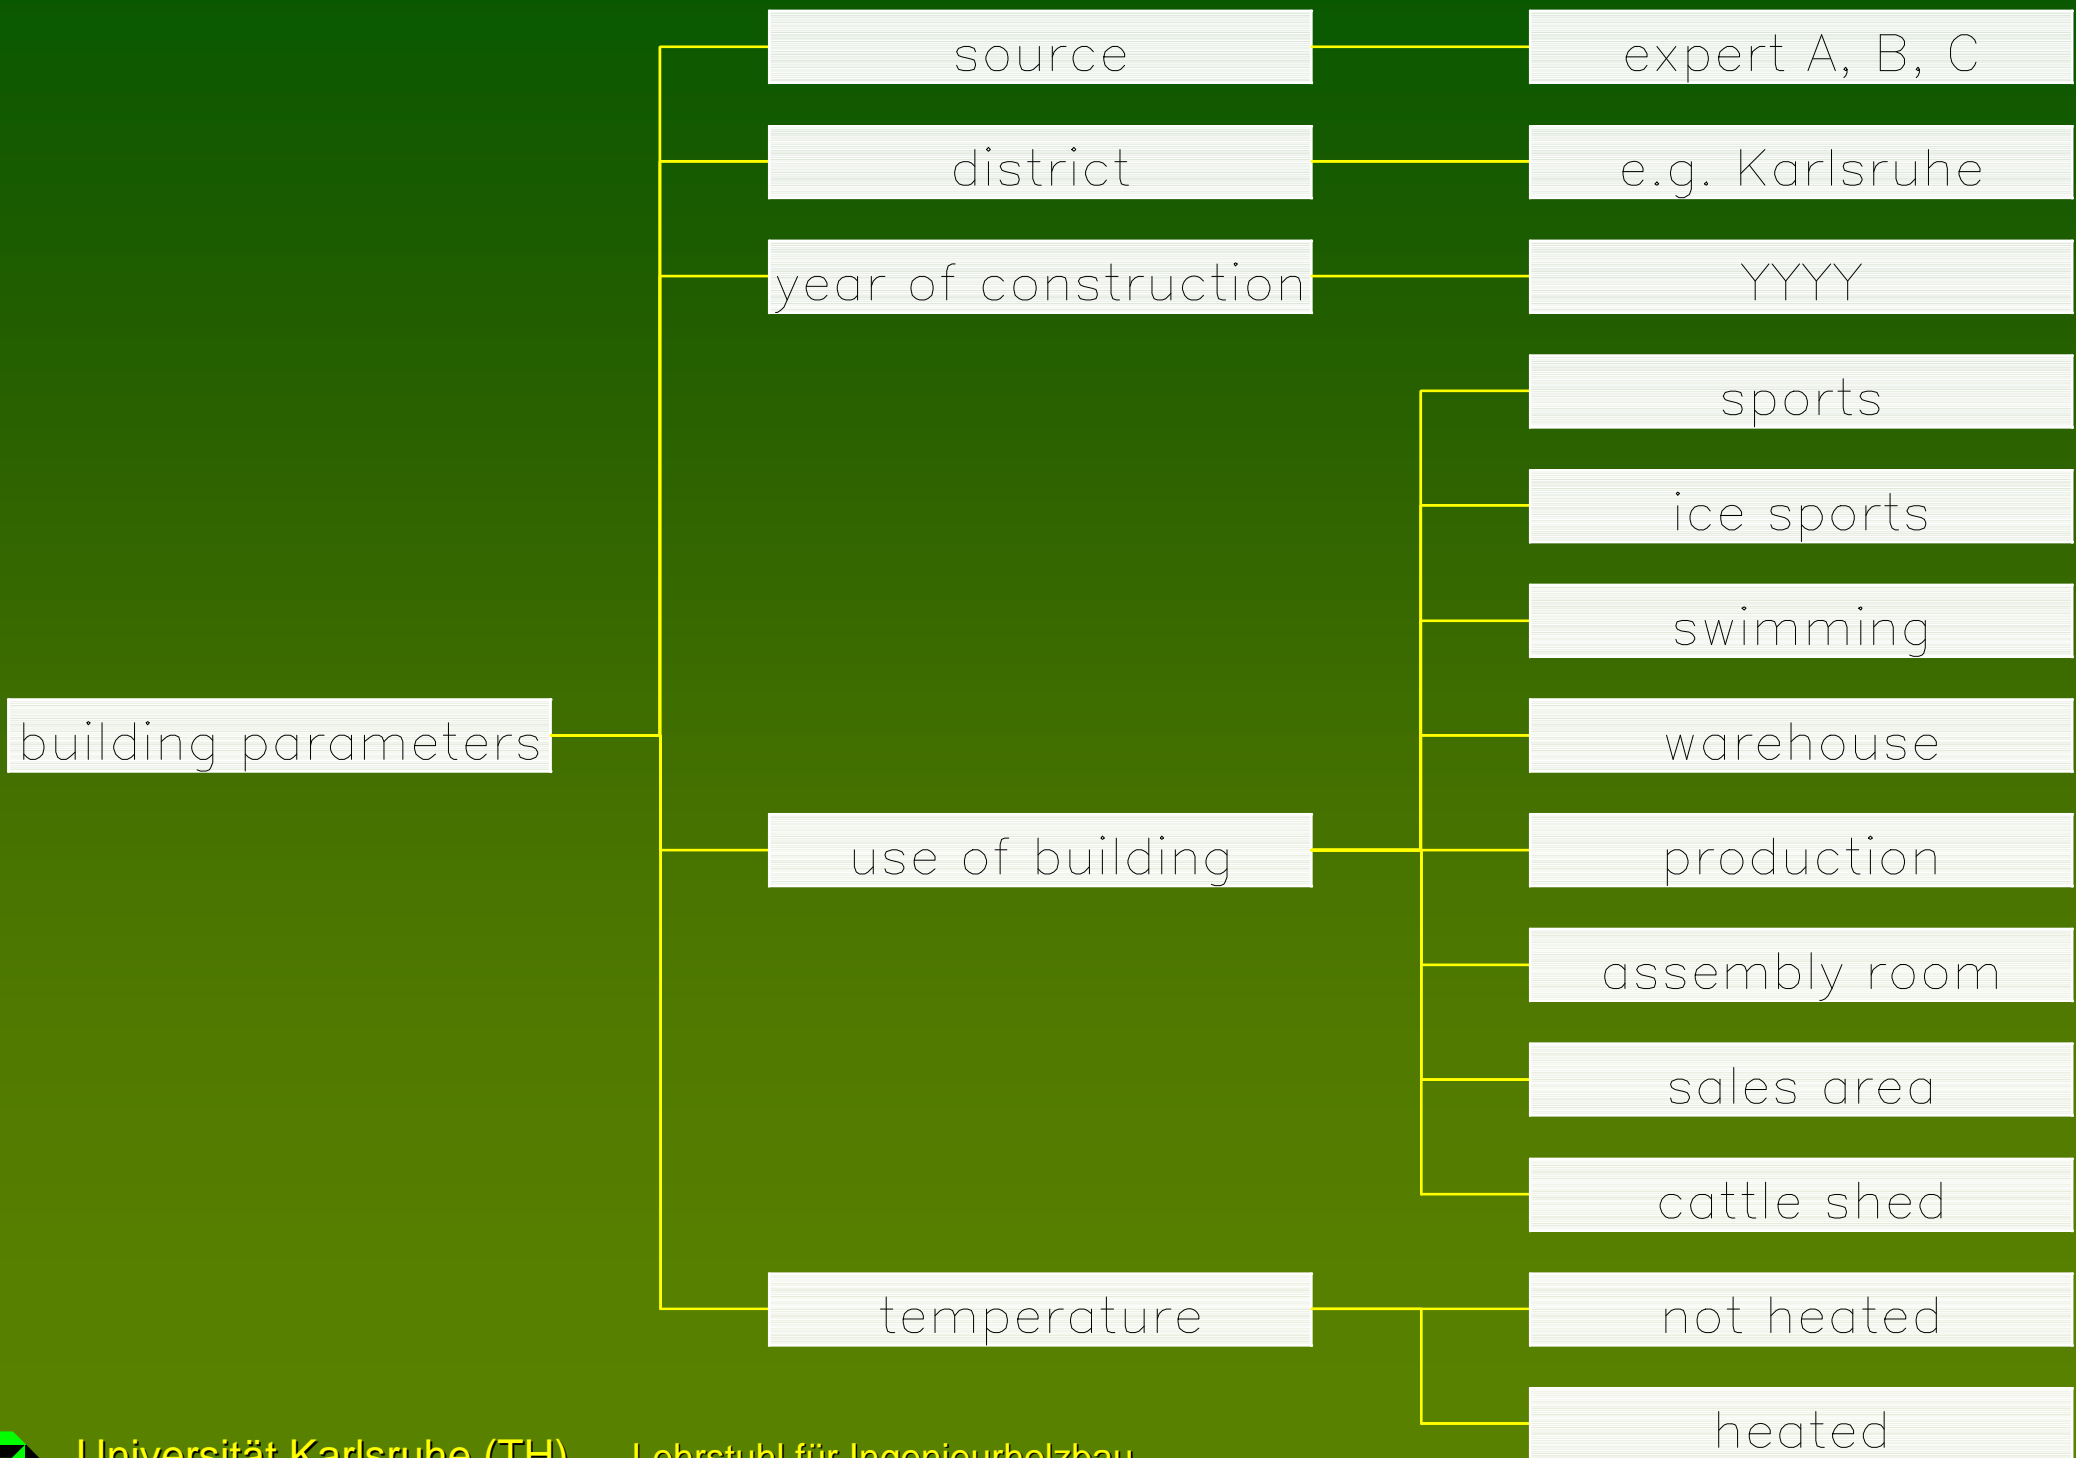 source
expert A, B, C
district
e.g. Karlsruhe
year of construction
YYYY
sports
ice sports
swimming
building parameters
warehouse
use of building
production
assembly room
sales area
cattle shed
temperature
not heated
heated
Universität Karlsruhe (TH) Lehrstuhl für Ingenieurholzbau